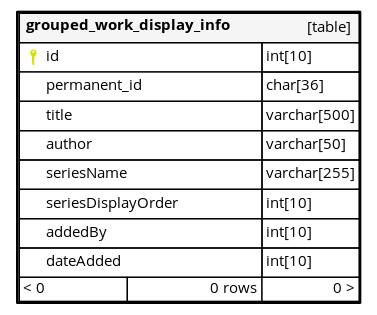 grouped_work_display_info [table]
id int[10]
permanent_id char[36]
title varchar[500]
author varchar[50]
seriesName varchar[255]
seriesDisplayOrder int[10]
addedBy int[10]
dateAdded int[10]
< 0 0 rows 0 >